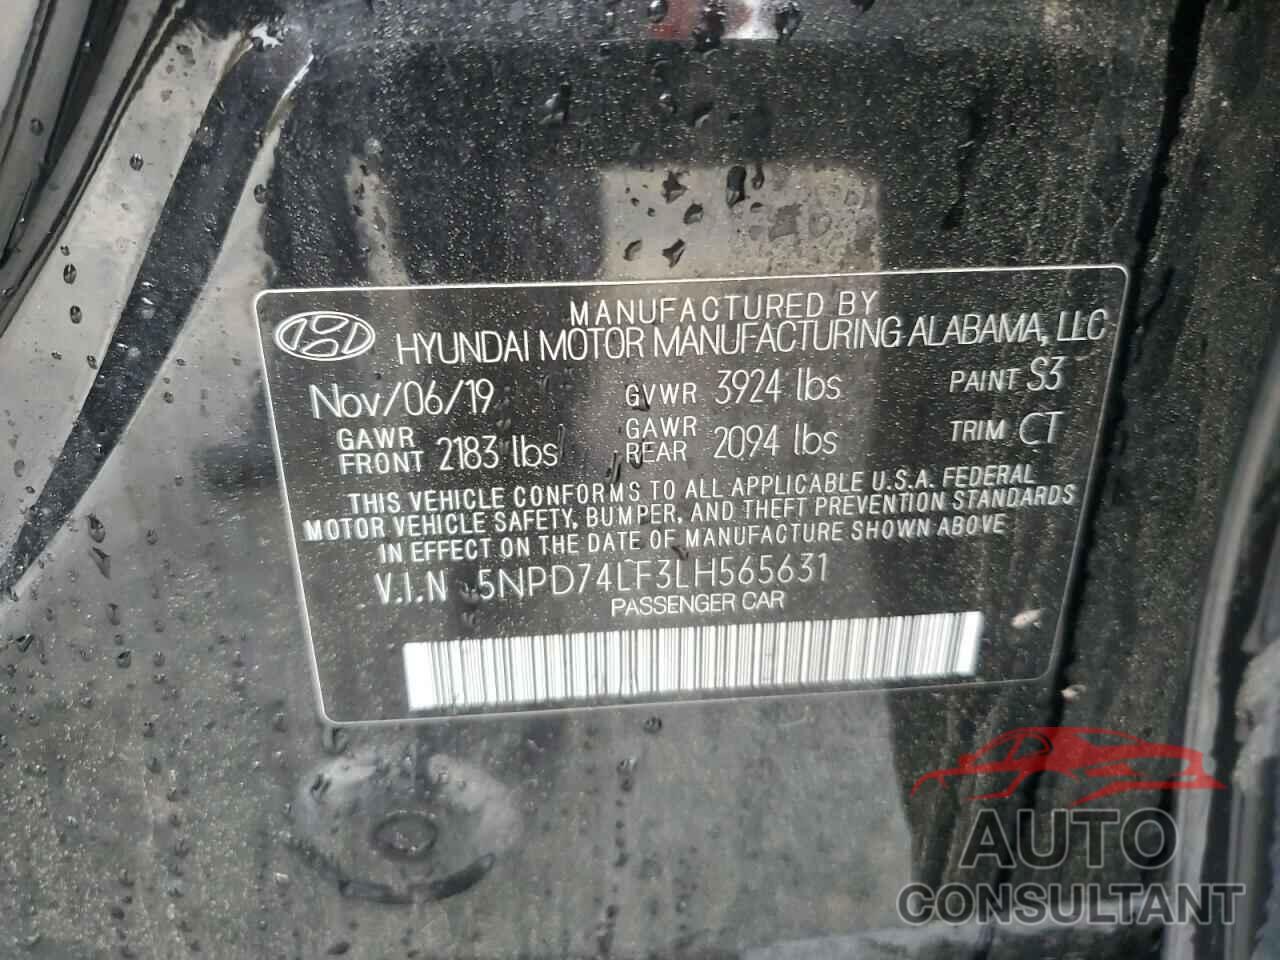 MANUFACTURED BY
HYUNDAI MOTOR MANUFACTURING ALABAMA, LLC
Nov/06/19 GVWR 3924 lbs PAINT S3
GAWR FRONT 2183 lbs GAWR REAR 2094 lbs TRIM CT
THIS VEHICLE CONFORMS TO ALL APPLICABLE U.S.A. FEDERAL
MOTOR VEHICLE SAFETY, BUMPER, AND THEFT PREVENTION STANDARDS
IN EFFECT ON THE DATE OF MANUFACTURE SHOWN ABOVE
V.I.N 5NPD74LF3LH565631
PASSENGER CAR
AUTO
CONSULTANT